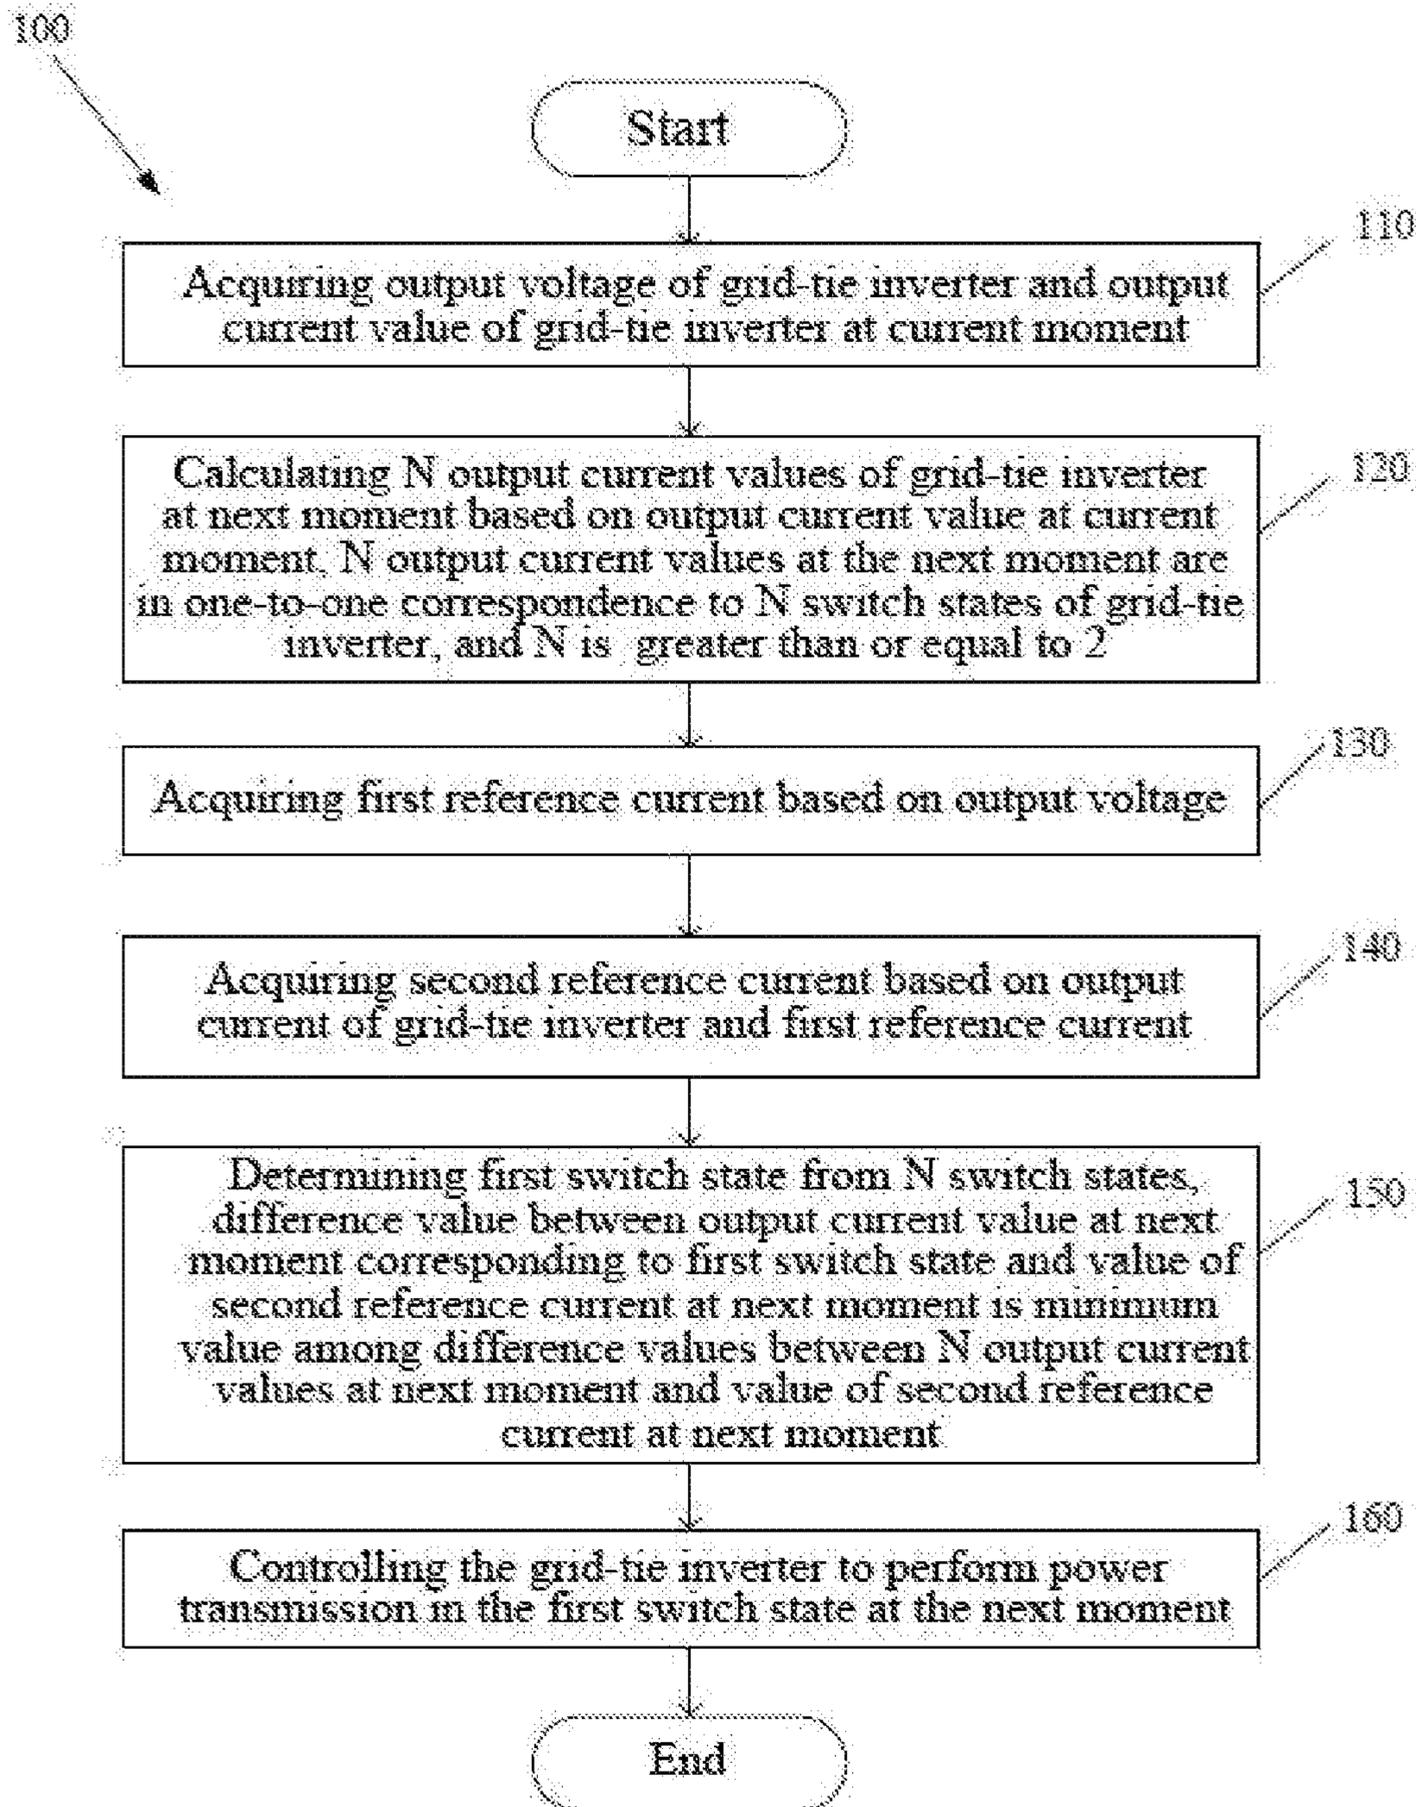 100
Start
110
Acquiring output voltage of grid-tie inverter and output
current value of grid-tie inverter at current moment
120
Calculating N output current values of grid-tie inverter
at next moment based on output current value at current
moment, N output current values at the next moment are
in one-to-one correspondence to N switch states of grid-tie
inverter, and N is greater than or equal to 2
130
Acquiring first reference current based on output voltage
140
Acquiring second reference current based on output
current of grid-tie inverter and first reference current
150
Determining first switch state from N switch states,
difference value between output current value at next
moment corresponding to first switch state and value of
second reference current at next moment is minimum
value among difference values between N output current
values at next moment and value of second reference
current at next moment
160
Controlling the grid-tie inverter to perform power
transmission in the first switch state at the next moment
End